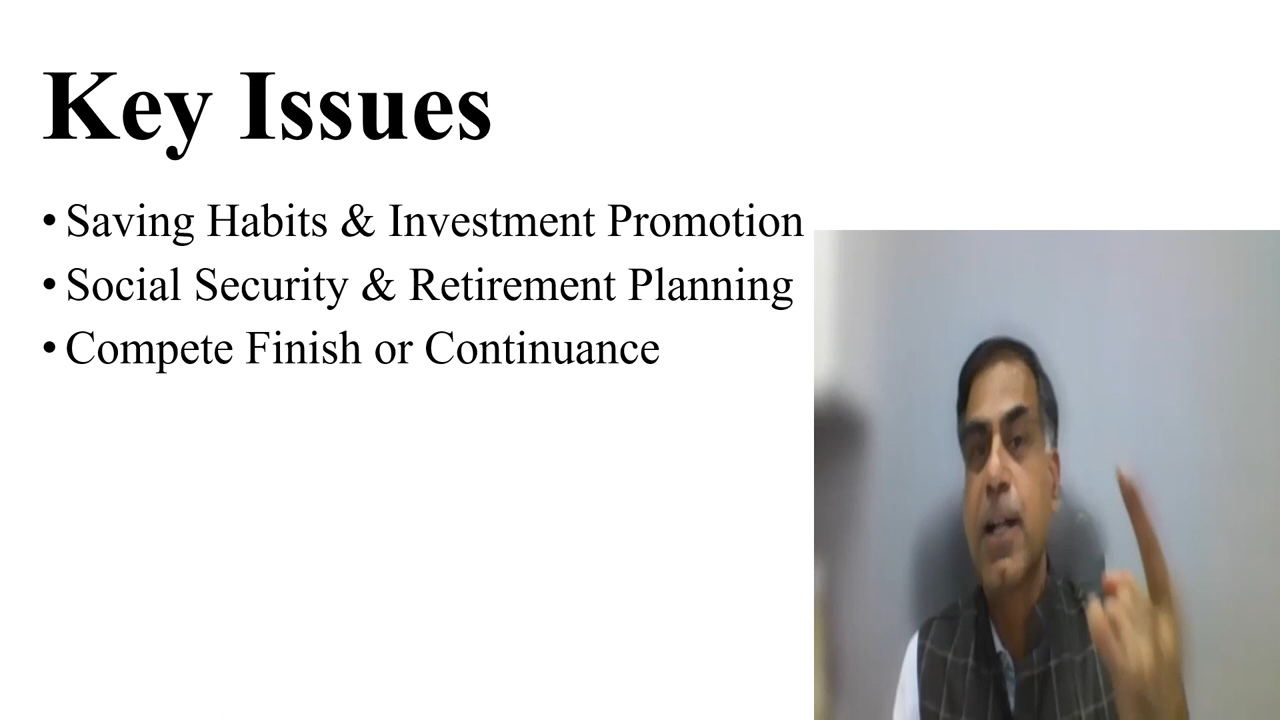 Key Issues
• Saving Habits & Investment Promotion
• Social Security & Retirement Planning
• Compete Finish or Continuance